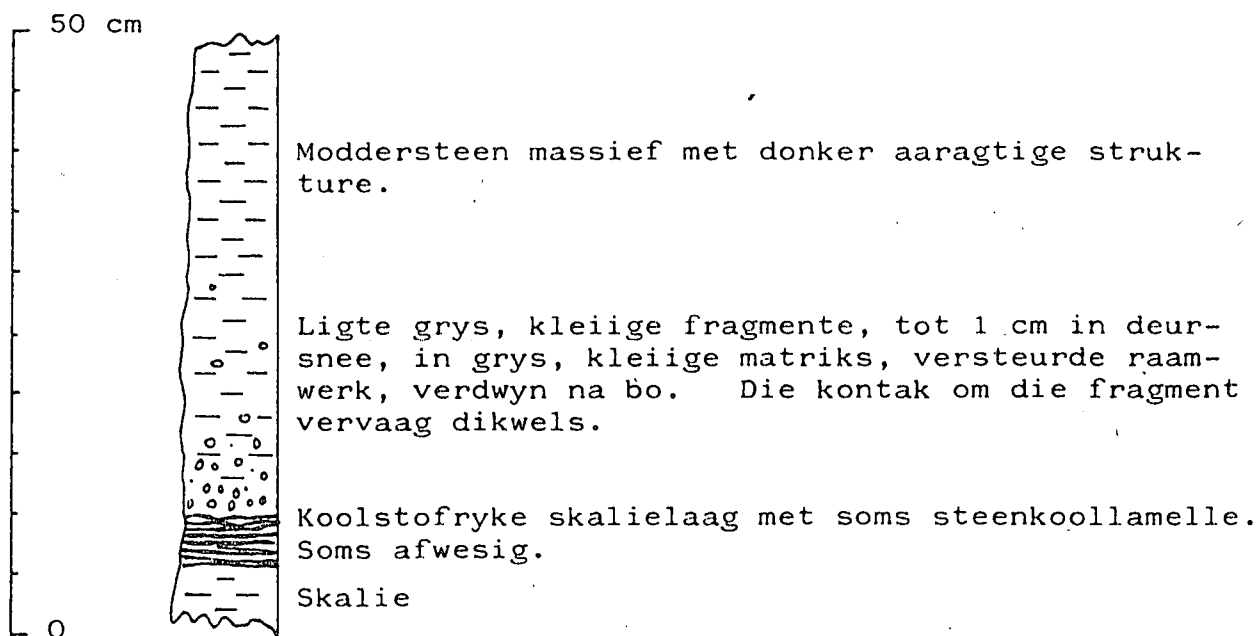 50 cm
Moddersteen massief met donker aaragtige struk-
ture.
Ligte grys, kleiige fragmente, tot 1 cm in deur-
snee, in grys, kleiige matriks, versteurde raam-
werk, verdwyn na bo. Die kontak om die fragment
vervaag dikwels.
Koolstofryke skalielaag met soms steenkoollamelle.
Soms afwesig.
Skalie
0